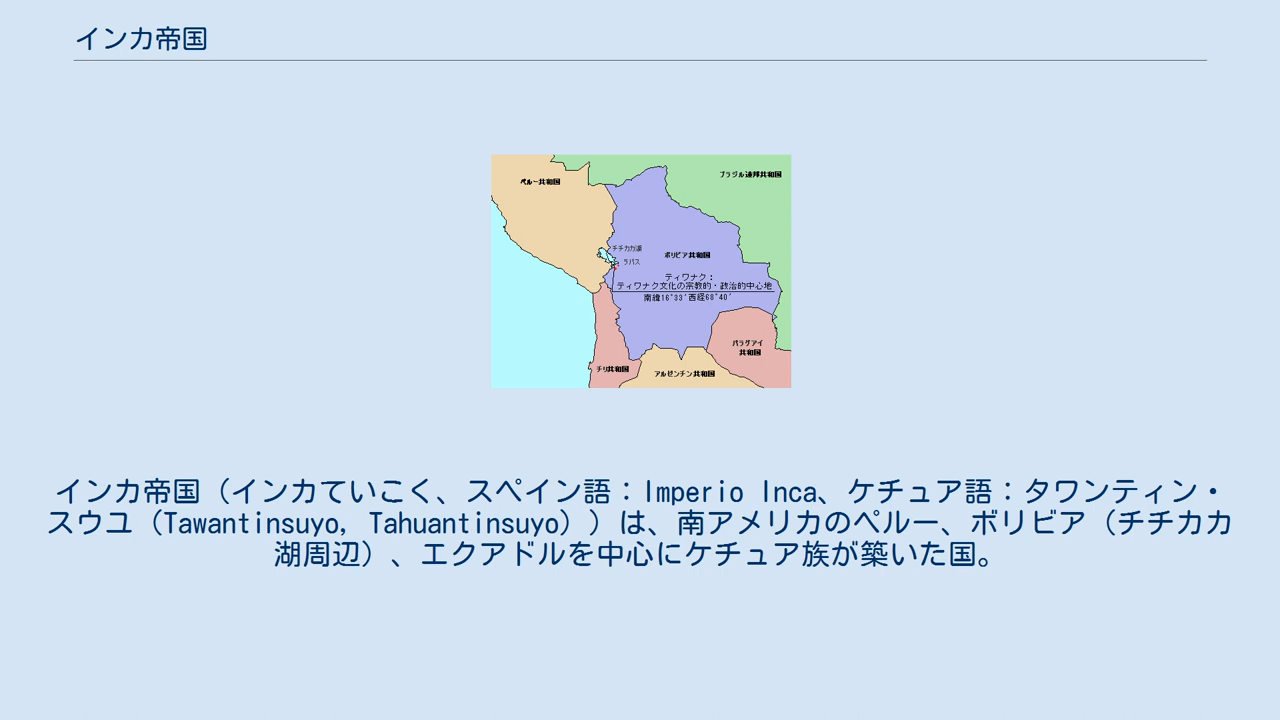 インカ帝国
ペルー共和国
ブラジル連邦共和国
チチカカ湖
ラパス
ボリビア共和国
ティワナク：
ティワナク文化の宗教的・政治的中心地
南緯16°33′西経68°40′
パラグアイ
共和国
チリ共和国
アルゼンチン共和国
インカ帝国（インカていこく、スペイン語：Imperio Inca、ケチュア語：タワンティン・
スウユ（Tawantinsuyo, Tahuantinsuyo））は、南アメリカのペルー、ボリビア（チチカカ
湖周辺）、エクアドルを中心にケチュア族が築いた国。